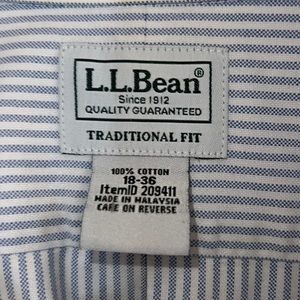 L.L.Bean®
Since 1912
QUALITY GUARANTEED
TRADITIONAL FIT
100% COTTON
18-36
ItemID 209411
MADE IN MALAYSIA
CARE ON REVERSE